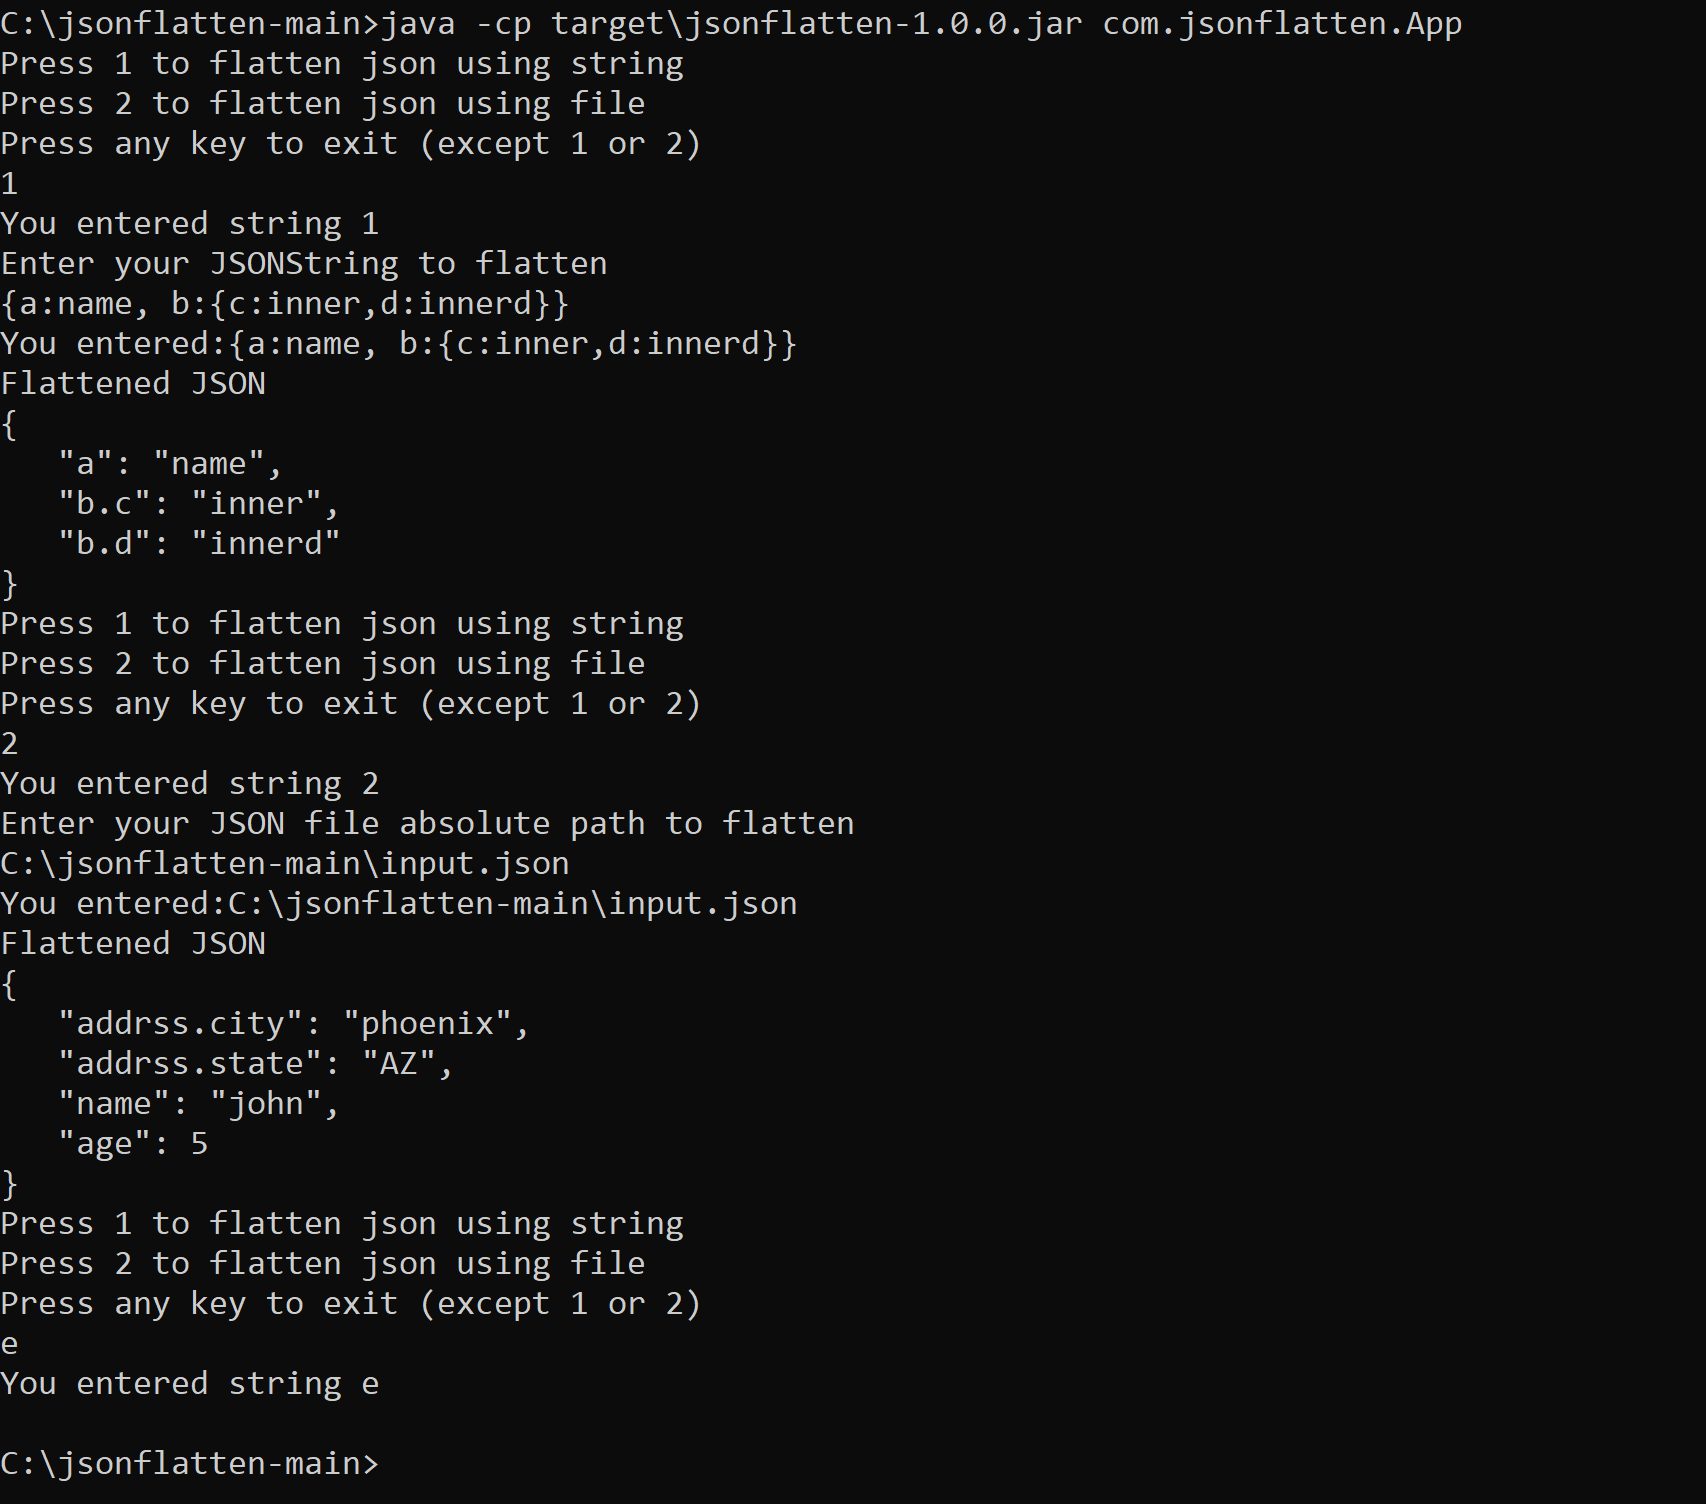 C:\jsonflatten-main>java -cp target\jsonflatten-1.0.0.jar com.jsonflatten.App
Press 1 to flatten json using string
Press 2 to flatten json using file
Press any key to exit (except 1 or 2)
1
You entered string 1
Enter your JSONString to flatten
{a:name, b:{c:inner,d:innerd}}
You entered:{a:name, b:{c:inner,d:innerd}}
Flattened JSON
{
   "a": "name",
   "b.c": "inner",
   "b.d": "innerd"
}
Press 1 to flatten json using string
Press 2 to flatten json using file
Press any key to exit (except 1 or 2)
2
You entered string 2
Enter your JSON file absolute path to flatten
C:\jsonflatten-main\input.json
You entered:C:\jsonflatten-main\input.json
Flattened JSON
{
   "addrss.city": "phoenix",
   "addrss.state": "AZ",
   "name": "john",
   "age": 5
}
Press 1 to flatten json using string
Press 2 to flatten json using file
Press any key to exit (except 1 or 2)
e
You entered string e

C:\jsonflatten-main>